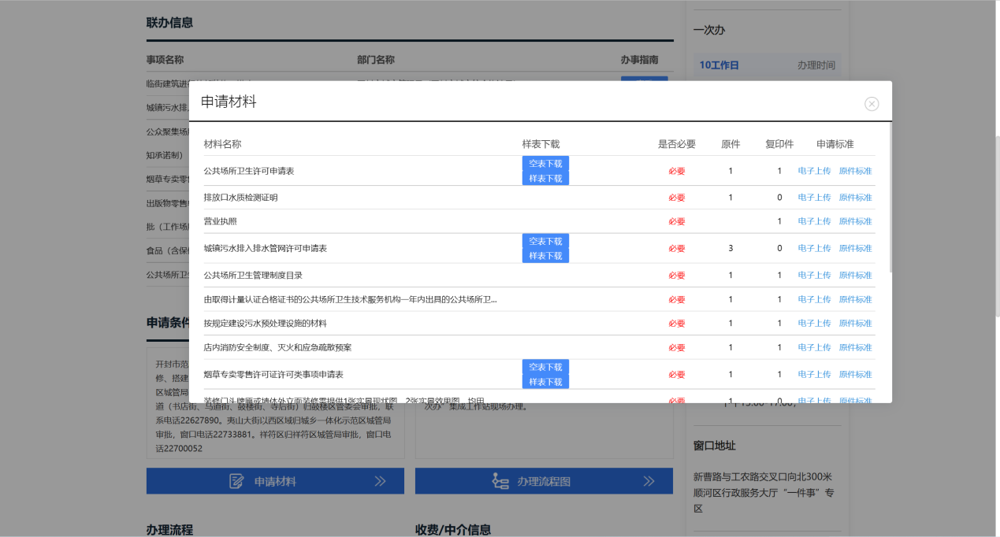 联办信息
事项名称 部门名称 办事指南
临街建筑进行
城镇污水排
公众聚集场所
知承诺制）
烟草专卖零售
出版物零售
批（工作场所
食品（含保健
公共场所卫生
申请条件
一次办
10工作日 办理时间
申请材料
材料名称 样表下载 是否必要 原件 复印件 申请标准
公共场所卫生许可申请表 空表下载 样表下载 必要 1 1 电子上传 原件标准
排放口水质检测证明 必要 1 0 电子上传 原件标准
营业执照 必要 1 电子上传 原件标准
城镇污水排入排水管网许可申请表 空表下载 样表下载 必要 3 0 电子上传 原件标准
公共场所卫生管理制度目录 必要 1 1 电子上传 原件标准
由取得计量认证合格证书的公共场所卫生技术服务机构一年内出具的公共场所卫... 必要 1 1 电子上传 原件标准
按规定建设污水预处理设施的材料 必要 1 1 电子上传 原件标准
店内消防安全制度、灭火和应急疏散预案 必要 1 1 电子上传 原件标准
烟草专卖零售许可证许可类事项申请表 空表下载 样表下载 必要 1 1 电子上传 原件标准
装修门头牌匾或墙体外立面装修需提供1张实景现状图，2张实景效果图，均用 必要 1 0 电子上传 原件标准
开封市范
修、搭建
区城管局
道（书店街、马道街、鼓楼街、寺后街）归鼓楼区管委会审批，联
系电话22627890。夷山大街以西区域归城乡一体化示范区城管局
审批，窗口电话22733881。祥符区归祥符区城管局审批，窗口电
话22700052
次办”集成工作站现场办理。
下午15:00-17:00;
窗口地址
新曹路与工农路交叉口向北300米
顺河区行政服务大厅“一件事”专
区
申请材料
办理流程图
办理流程
收费/中介信息